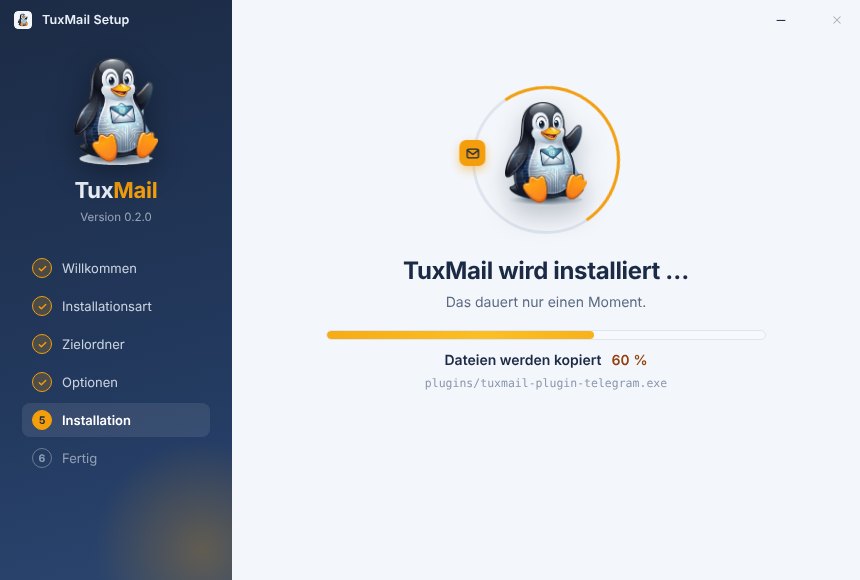 TuxMail Setup
TuxMail
Version 0.2.0
Willkommen
Installationsart
Zielordner
Optionen
5 Installation
6 Fertig
TuxMail wird installiert ...
Das dauert nur einen Moment.
Dateien werden kopiert 60 %
plugins/tuxmail-plugin-telegram.exe